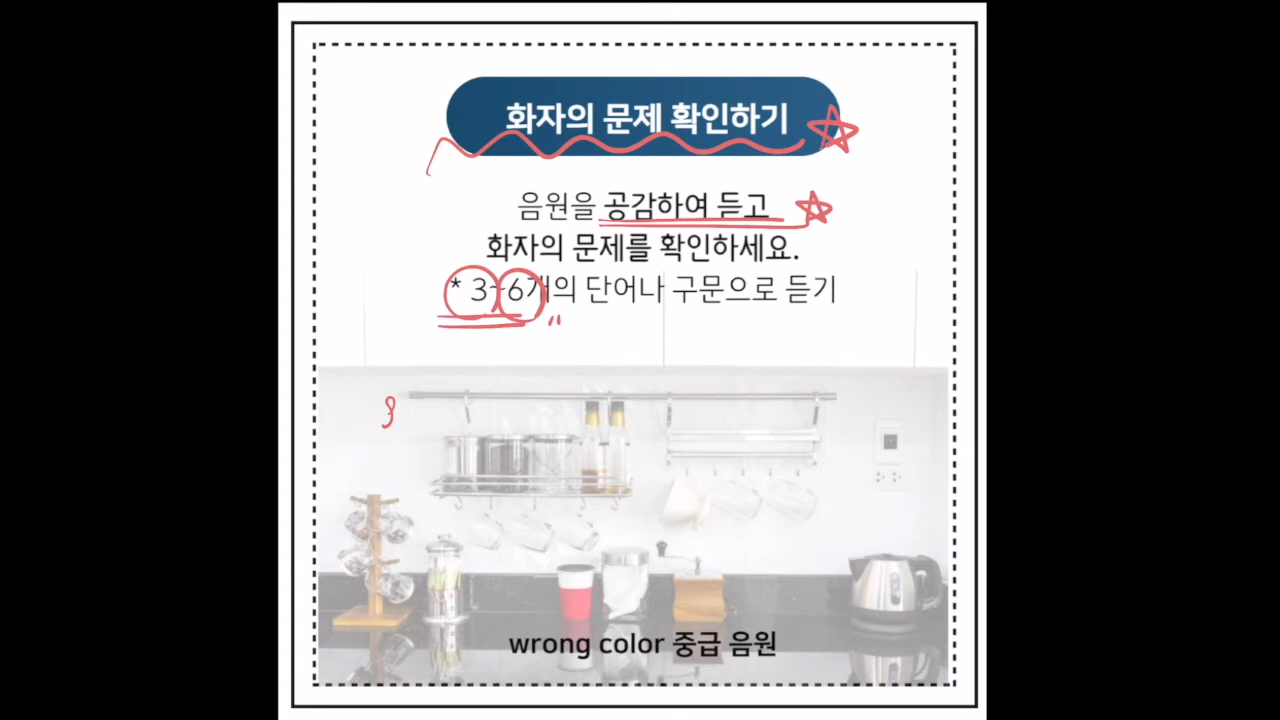 화자의 문제 확인하기
음원을 공감하여 듣고
화자의 문제를 확인하세요.
* 3~6개의 단어나 구문으로 듣기
wrong color 중급 음원